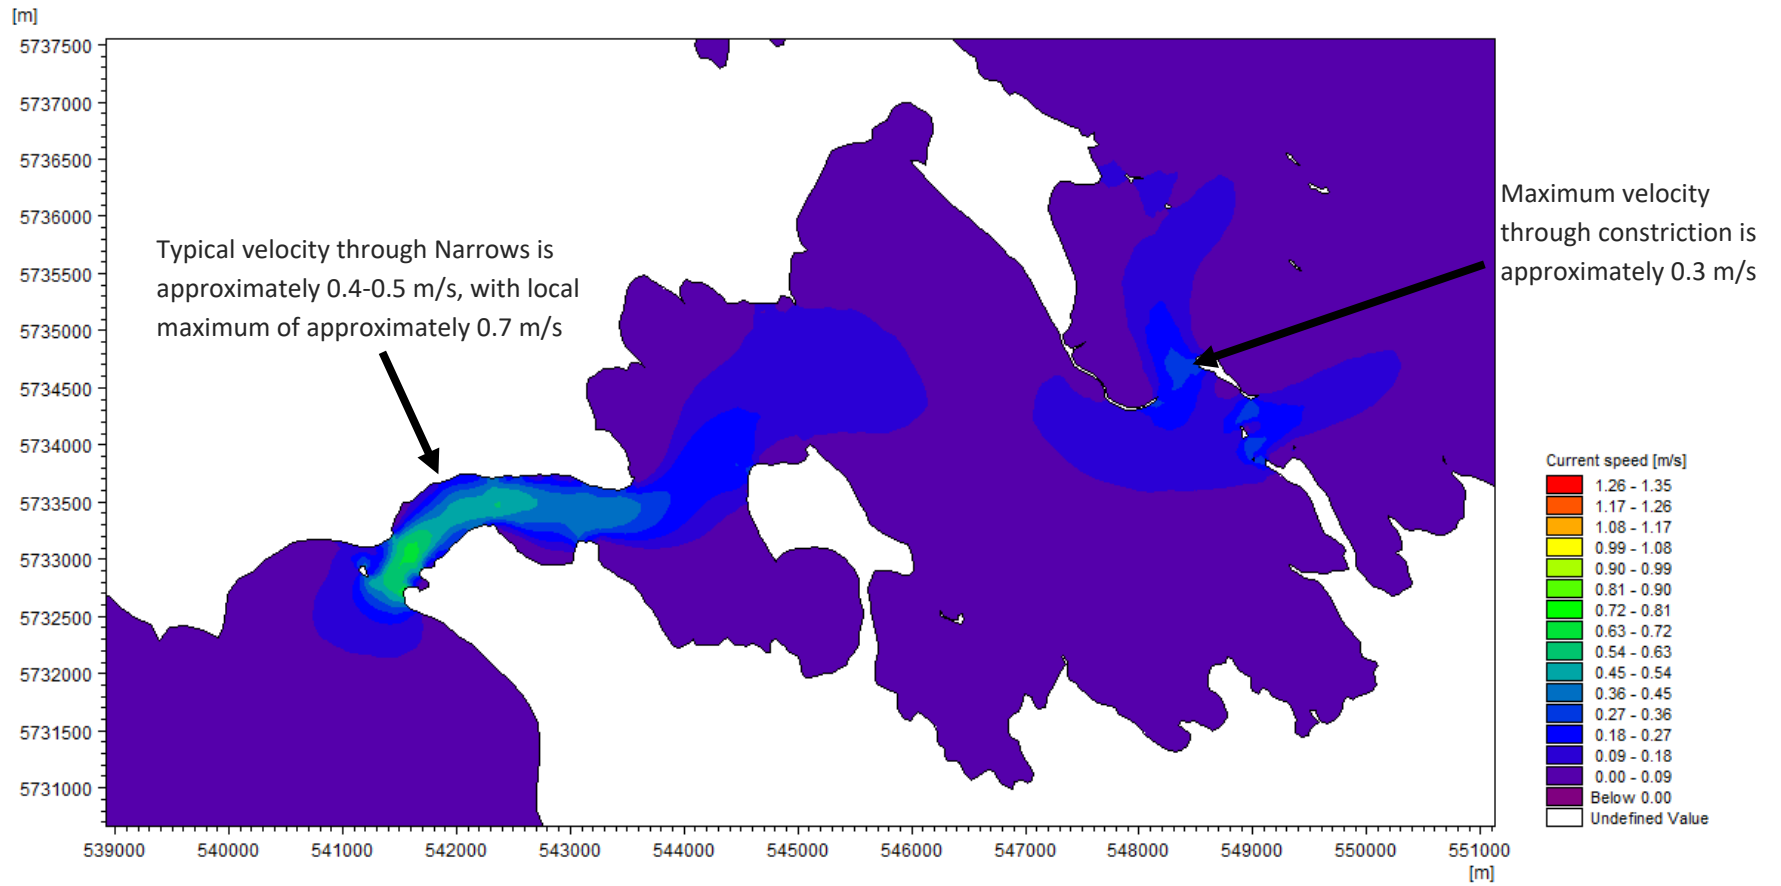 [m]
5737500
5737000
5736500
5736000
5735500
5735000
5734500
5734000
5733500
5733000
5732500
5732000
5731500
5731000
Typical velocity through Narrows is
approximately 0.4-0.5 m/s, with local
maximum of approximately 0.7 m/s
Maximum velocity
through constriction is
approximately 0.3 m/s
Current speed [m/s]
1.26 - 1.35
1.17 - 1.26
1.08 - 1.17
0.99 - 1.08
0.90 - 0.99
0.81 - 0.90
0.72 - 0.81
0.63 - 0.72
0.54 - 0.63
0.45 - 0.54
0.36 - 0.45
0.27 - 0.36
0.18 - 0.27
0.09 - 0.18
0.00 - 0.09
Below 0.00
Undefined Value
539000 540000 541000 542000 543000 544000 545000 546000 547000 548000 549000 550000 551000
[m]